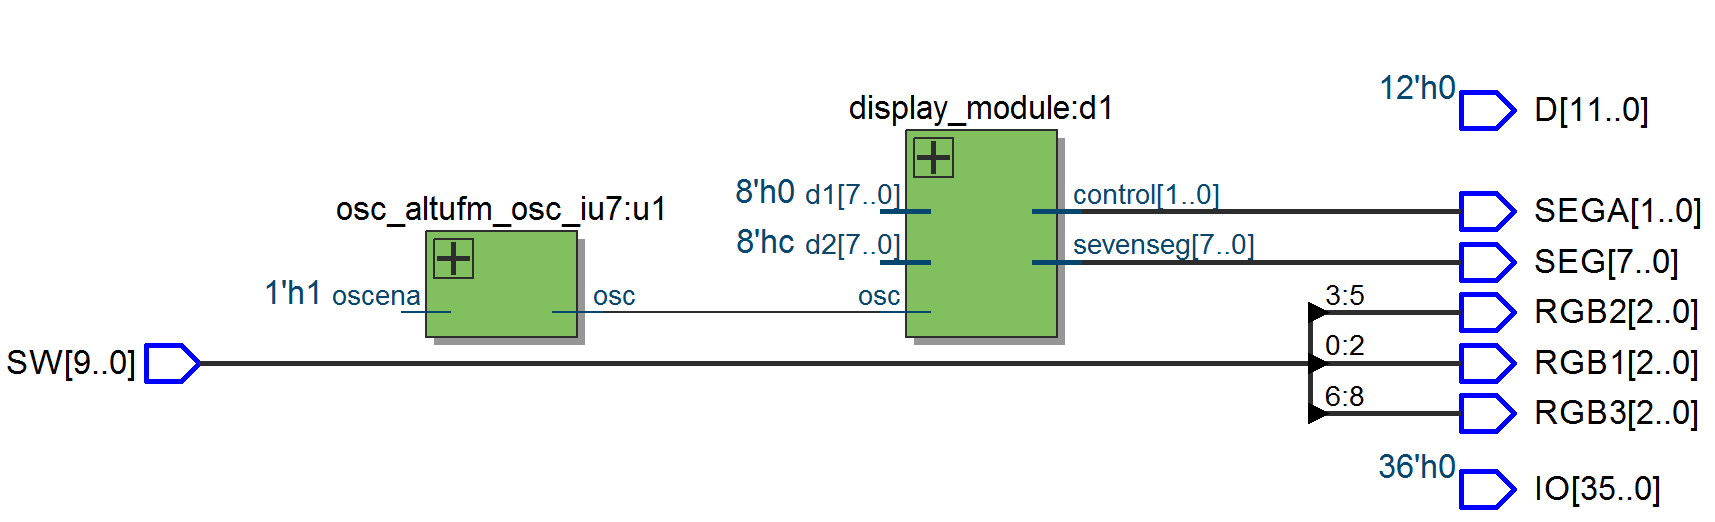 12'h0
D[11..0]
display_module:d1
8'h0 d1[7..0]
control[1..0]
SEGA[1..0]
osc_altufm_osc_iu7:u1
8'hc d2[7..0]
sevenseg[7..0]
SEG[7..0]
1'h1 oscena
osc
osc
3:5
RGB2[2..0]
SW[9..0]
0:2
RGB1[2..0]
6:8
RGB3[2..0]
36'h0
IO[35..0]